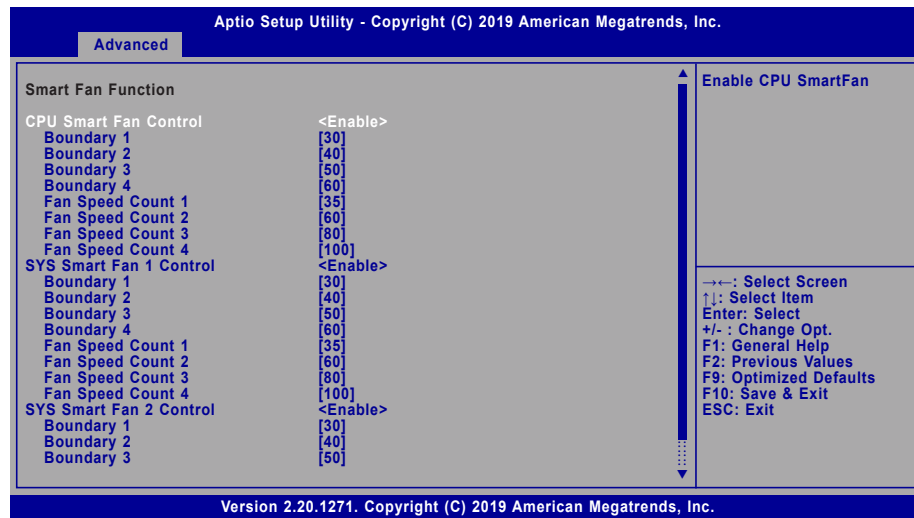 Aptio Setup Utility - Copyright (C) 2019 American Megatrends, Inc.
Advanced
Smart Fan Function
CPU Smart Fan Control <Enable>
Boundary 1 [30]
Boundary 2 [40]
Boundary 3 [50]
Boundary 4 [60]
Fan Speed Count 1 [35]
Fan Speed Count 2 [60]
Fan Speed Count 3 [80]
Fan Speed Count 4 [100]
SYS Smart Fan 1 Control <Enable>
Boundary 1 [30]
Boundary 2 [40]
Boundary 3 [50]
Boundary 4 [60]
Fan Speed Count 1 [35]
Fan Speed Count 2 [60]
Fan Speed Count 3 [80]
Fan Speed Count 4 [100]
SYS Smart Fan 2 Control <Enable>
Boundary 1 [30]
Boundary 2 [40]
Boundary 3 [50]
Enable CPU SmartFan
→←: Select Screen
↑↓: Select Item
Enter: Select
+/- : Change Opt.
F1: General Help
F2: Previous Values
F9: Optimized Defaults
F10: Save & Exit
ESC: Exit
Version 2.20.1271. Copyright (C) 2019 American Megatrends, Inc.